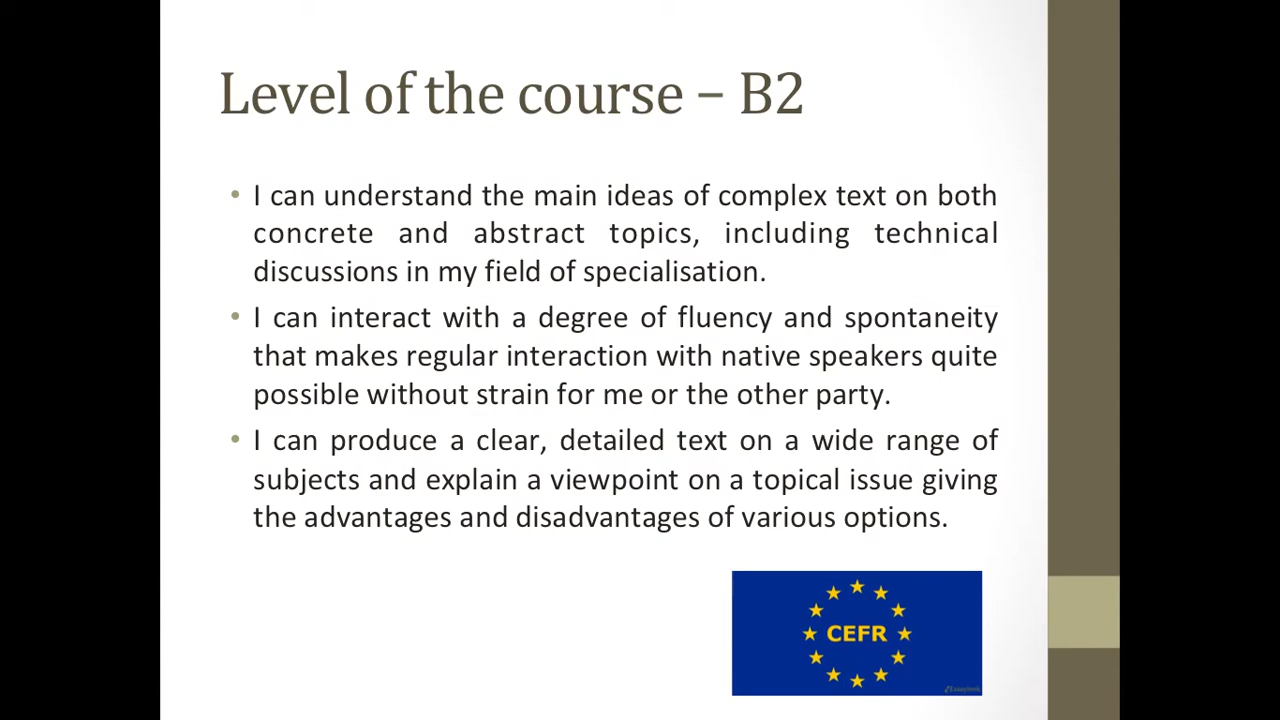 Level of the course – B2
• I can understand the main ideas of complex text on both
concrete and abstract topics, including technical
discussions in my field of specialisation.
• I can interact with a degree of fluency and spontaneity
that makes regular interaction with native speakers quite
possible without strain for me or the other party.
• I can produce a clear, detailed text on a wide range of
subjects and explain a viewpoint on a topical issue giving
the advantages and disadvantages of various options.
CEFR